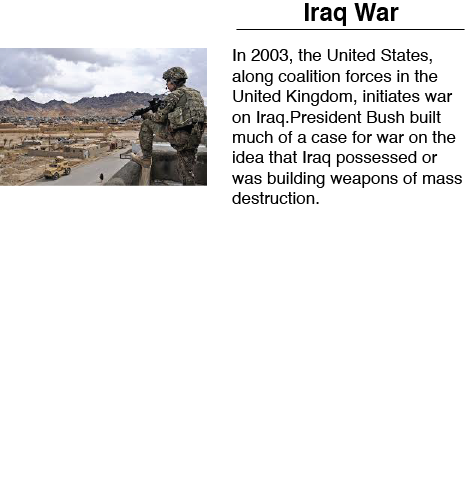 Iraq War
In 2003, the United States,
along coalition forces in the
United Kingdom, initiates war
on Iraq.President Bush built
much of a case for war on the
idea that Iraq possessed or
was building weapons of mass
destruction.